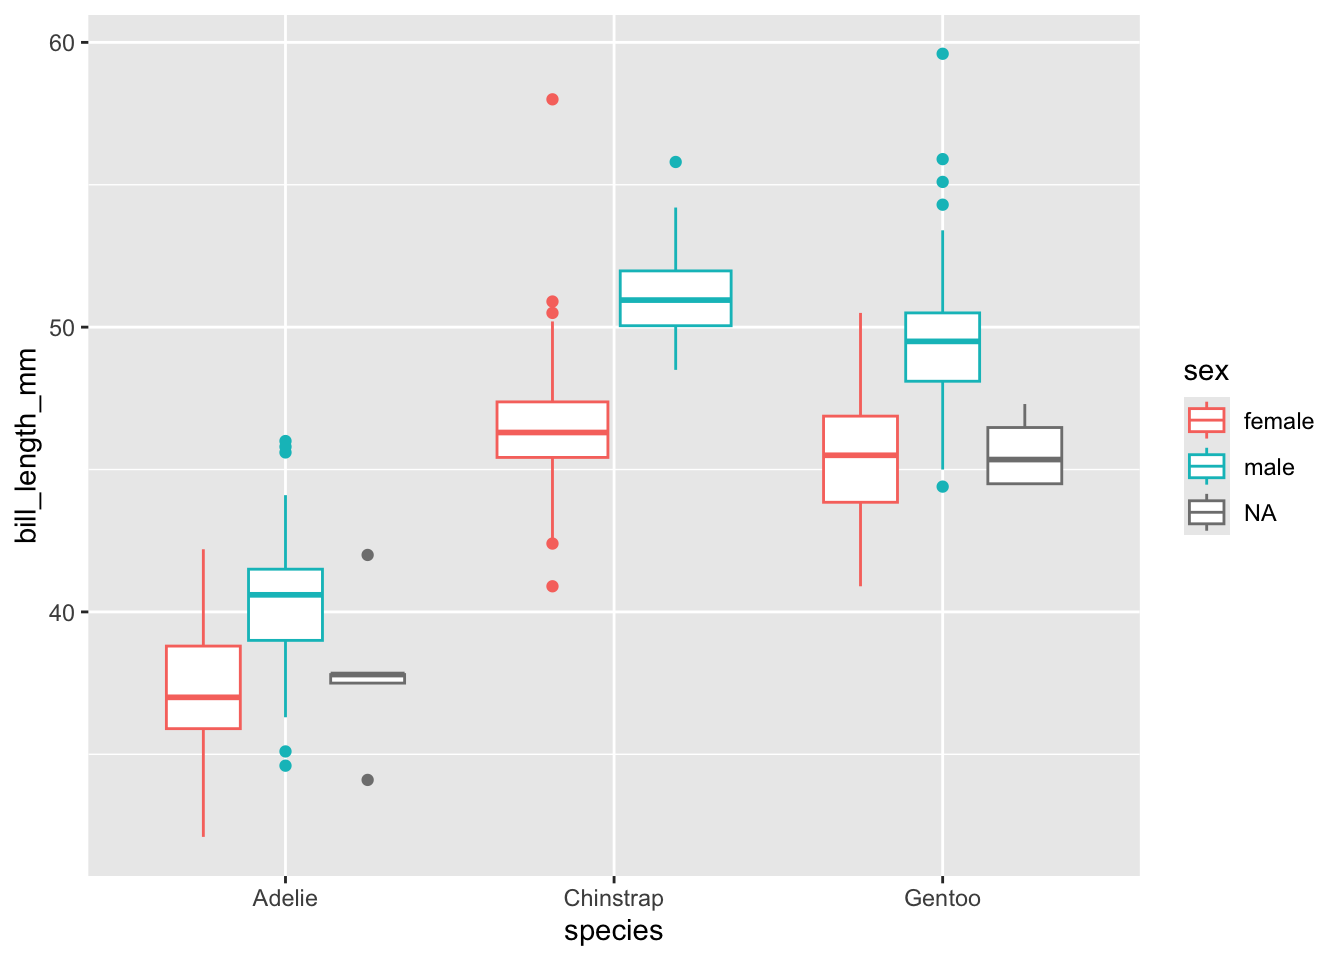 60
50
40
bill_length_mm
Adelie
Chinstrap
Gentoo
species
sex
female
male
NA